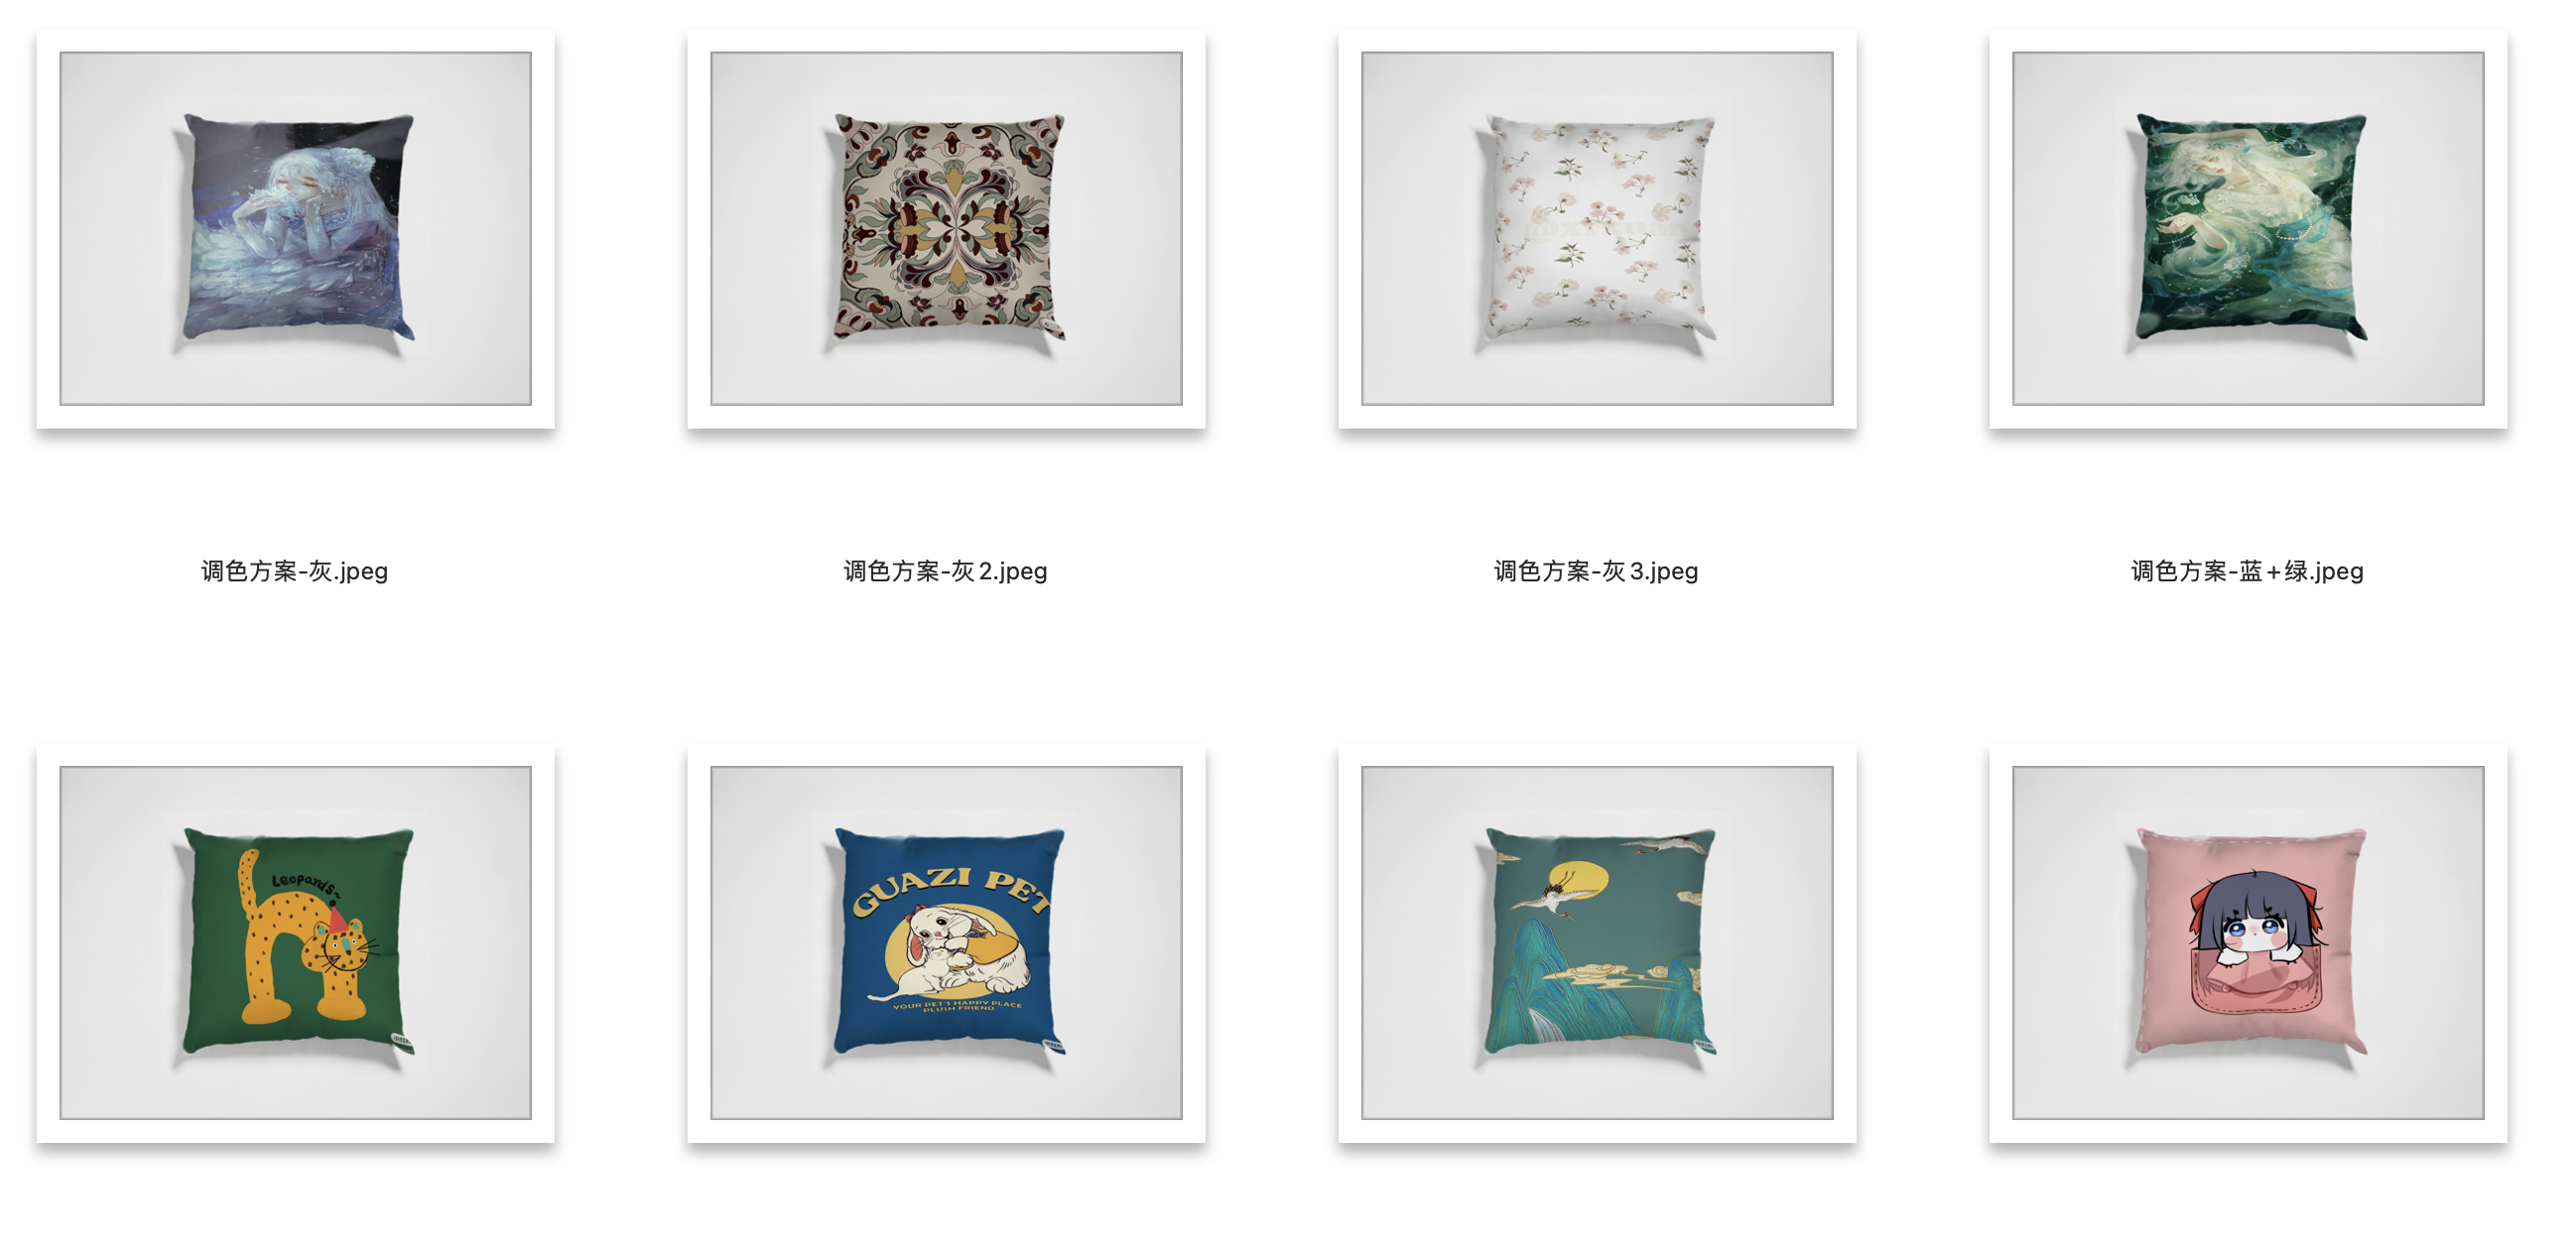 调色方案-灰.jpeg
调色方案-灰2.jpeg
调色方案-灰3.jpeg
调色方案-蓝+绿.jpeg
Leopards~
GUAZI PET
YOUR PET'S HAPPY PLACE
PLUSH FRIEND